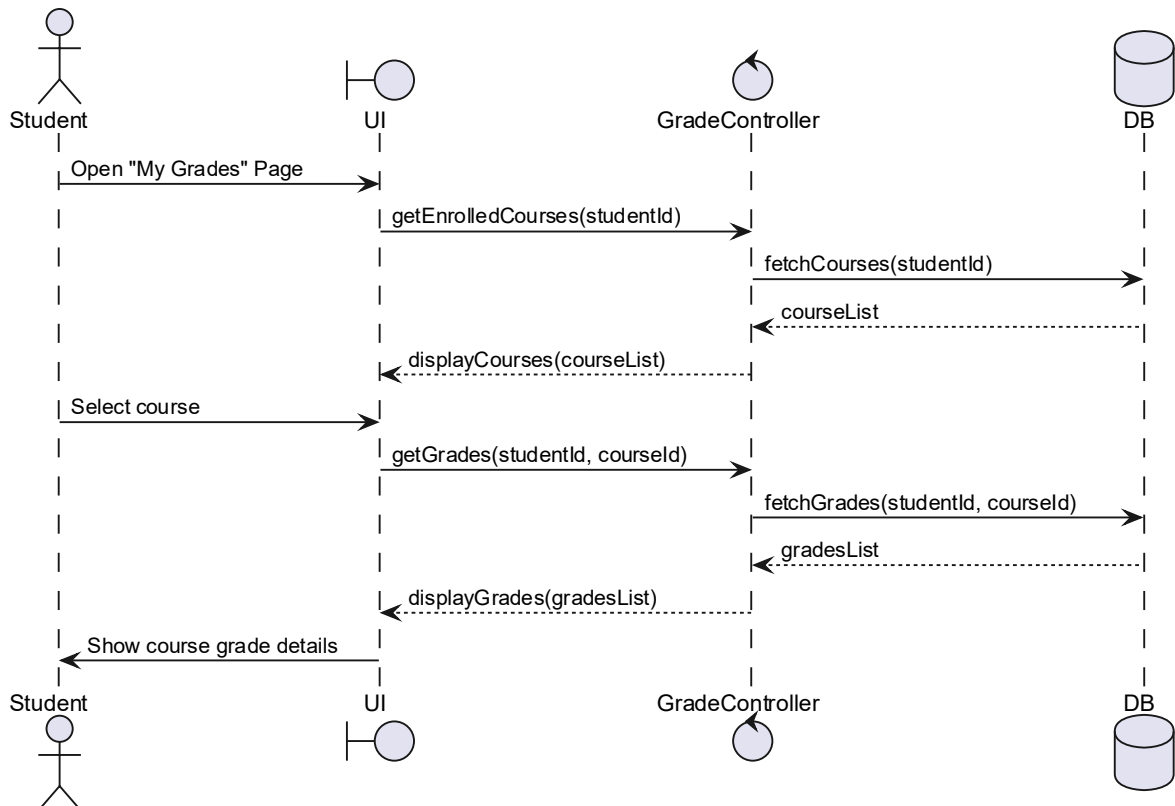 Student
UI
GradeController
DB
Open "My Grades" Page
getEnrolledCourses(studentId)
fetchCourses(studentId)
courseList
displayCourses(courseList)
Select course
getGrades(studentId, courseId)
fetchGrades(studentId, courseId)
gradesList
displayGrades(gradesList)
Show course grade details
Student
UI
GradeController
DB